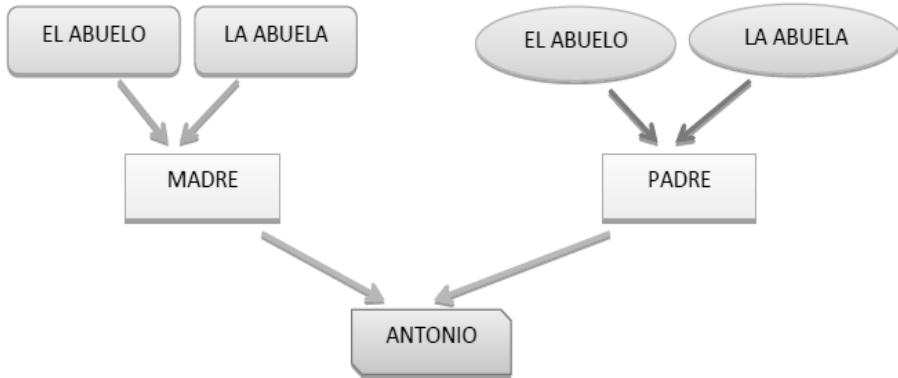 EL ABUELO
LA ABUELA
EL ABUELO
LA ABUELA
MADRE
PADRE
ANTONIO